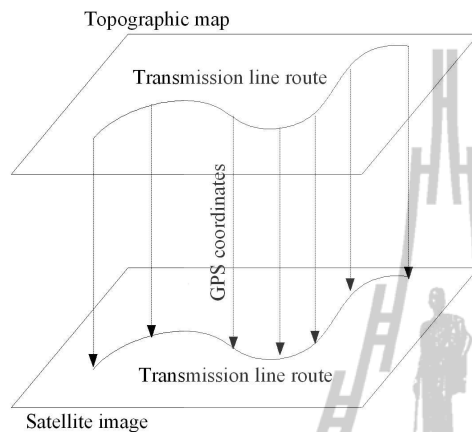 Topographic map
Transmission line route
GPS coordinates
Transmission line route
Satellite image